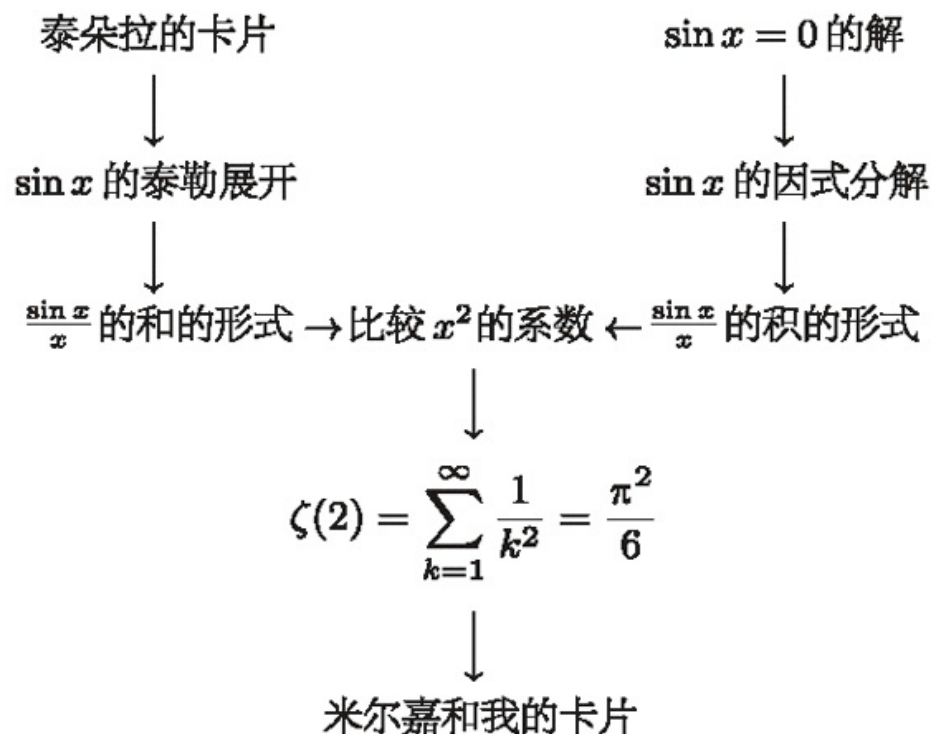 泰朵拉的卡片 sin x = 0 的解
sin x 的泰勒展开 sin x 的因式分解
sin x / x 的和的形式 → 比较 x² 的系数 ← sin x / x 的积的形式
ζ(2) = ∑_{k=1}^{∞} 1/k² = π²/6
米尔嘉和我的卡片